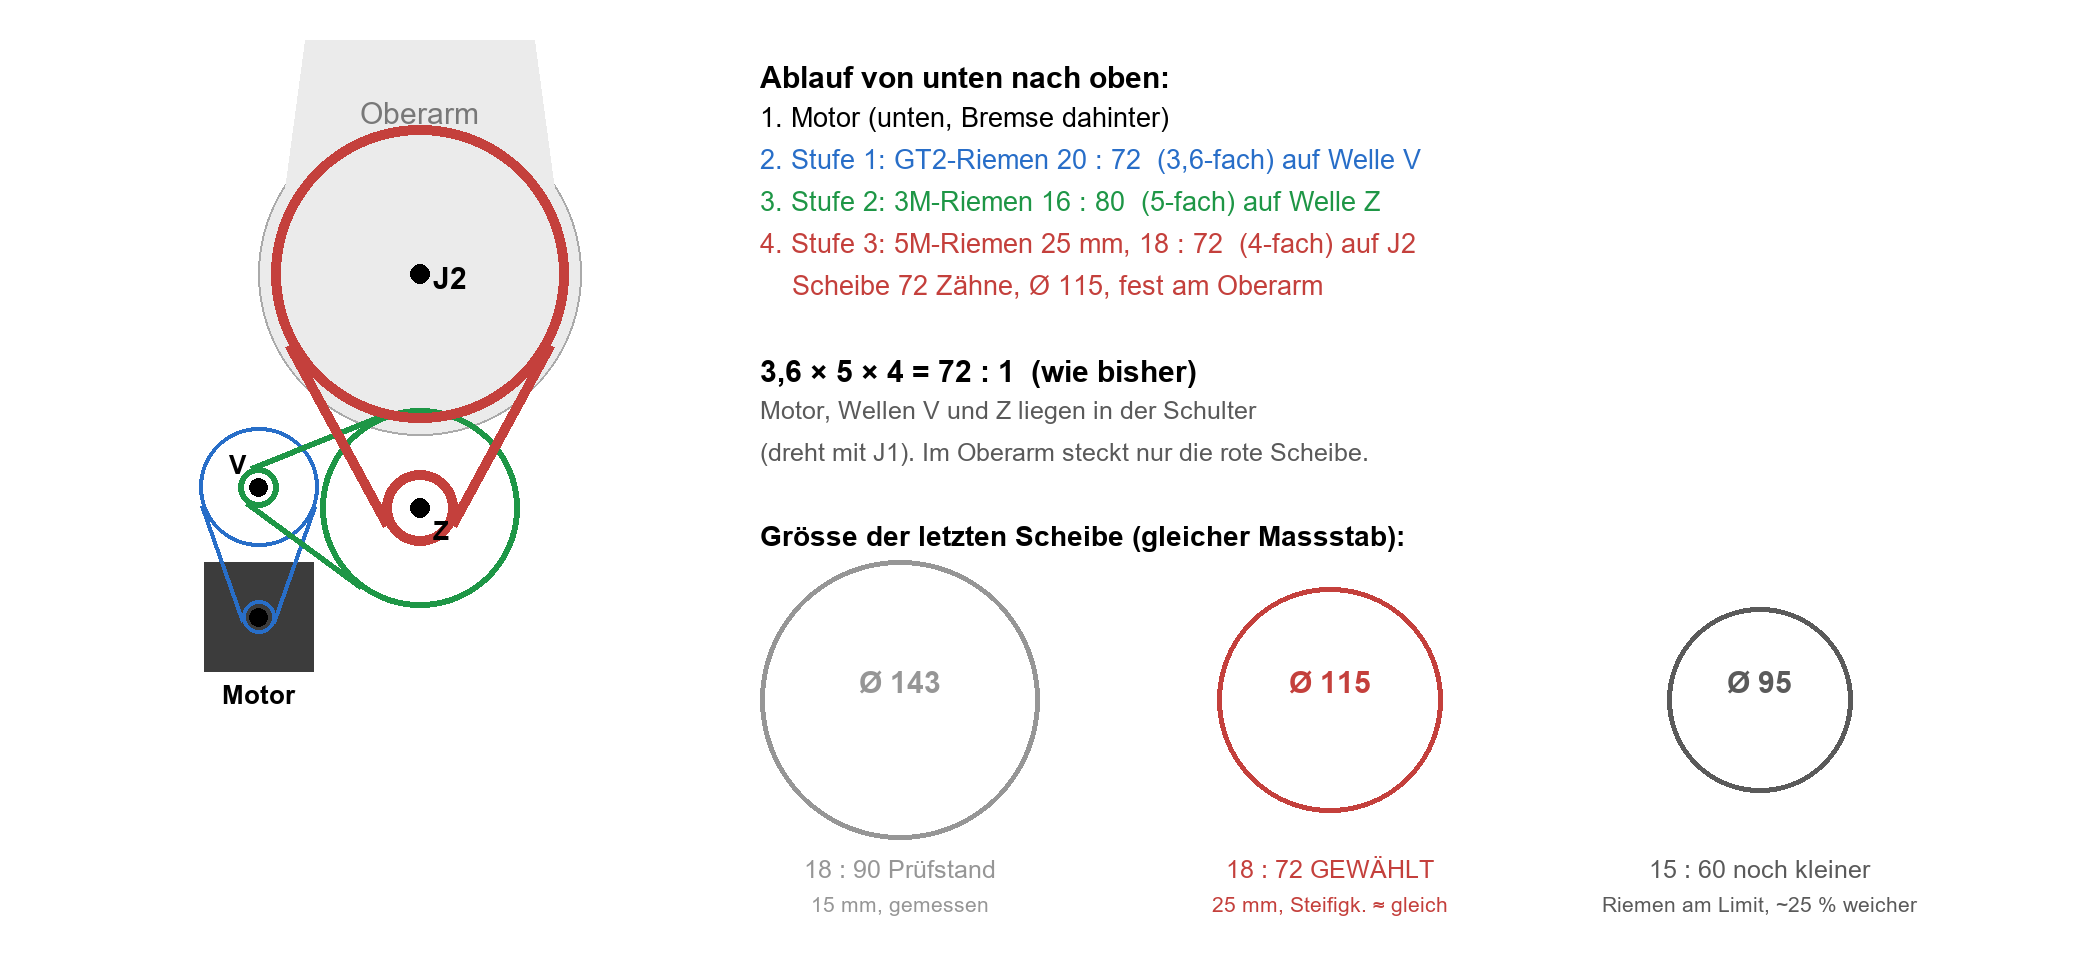 Oberarm
J2
V
Z
Motor
Ablauf von unten nach oben:
1. Motor (unten, Bremse dahinter)
2. Stufe 1: GT2-Riemen 20 : 72  (3,6-fach) auf Welle V
3. Stufe 2: 3M-Riemen 16 : 80  (5-fach) auf Welle Z
4. Stufe 3: 5M-Riemen 25 mm, 18 : 72  (4-fach) auf J2
Scheibe 72 Zähne, Ø 115, fest am Oberarm
3,6 × 5 × 4 = 72 : 1  (wie bisher)
Motor, Wellen V und Z liegen in der Schulter
(dreht mit J1). Im Oberarm steckt nur die rote Scheibe.
Grösse der letzten Scheibe (gleicher Massstab):
Ø 143
18 : 90 Prüfstand
15 mm, gemessen
Ø 115
18 : 72 GEWÄHLT
25 mm, Steifigk. ≈ gleich
Ø 95
15 : 60 noch kleiner
Riemen am Limit, ~25 % weicher